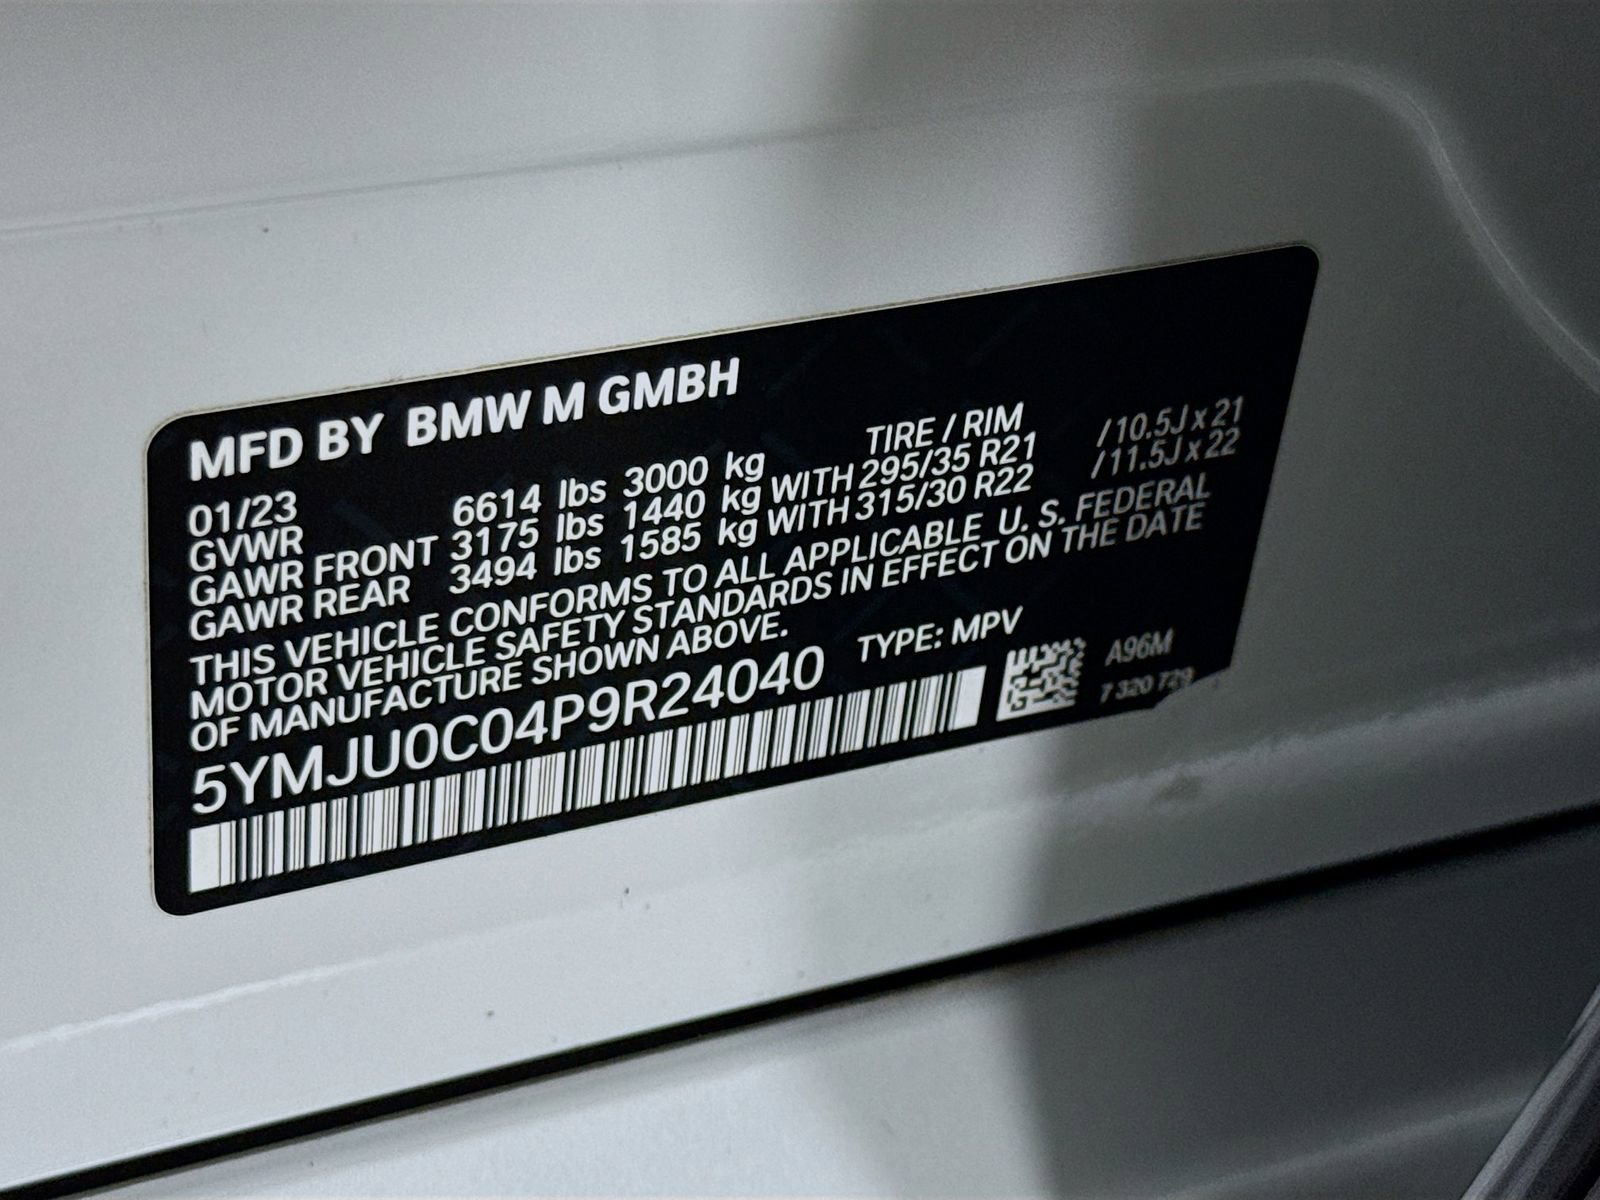 MFD BY BMW M GMBH
01/23 TIRE / RIM
GVWR 6614 lbs 3000 kg
GAWR FRONT 3175 lbs 1440 kg WITH 295/35 R21 /10.5J x 21
GAWR REAR 3494 lbs 1585 kg WITH 315/30 R22 /11.5J x 22
THIS VEHICLE CONFORMS TO ALL APPLICABLE U. S. FEDERAL
MOTOR VEHICLE SAFETY STANDARDS IN EFFECT ON THE DATE
OF MANUFACTURE SHOWN ABOVE.
5YMJU0C04P9R24040 TYPE: MPV
A96M
7 320 729